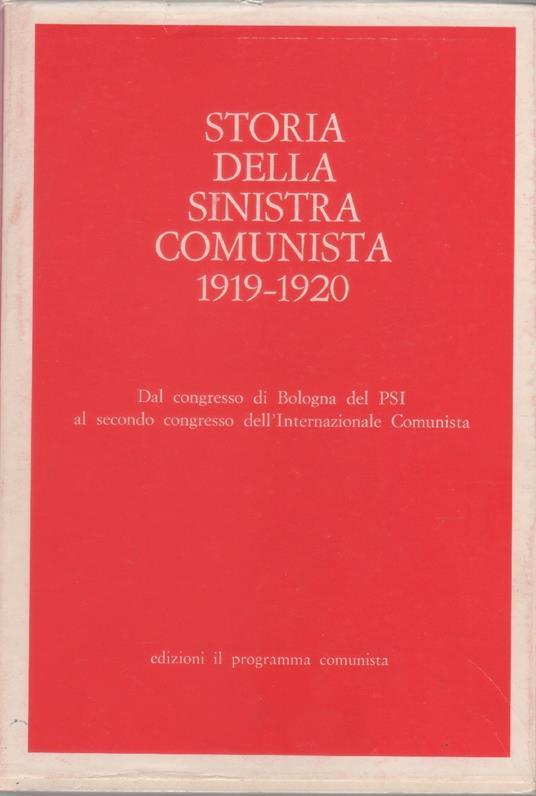 STORIA
DELLA
SINISTRA
COMUNISTA
1919-1920
Dal congresso di Bologna del PSI
al secondo congresso dell'Internazionale Comunista
edizioni il programma comunista